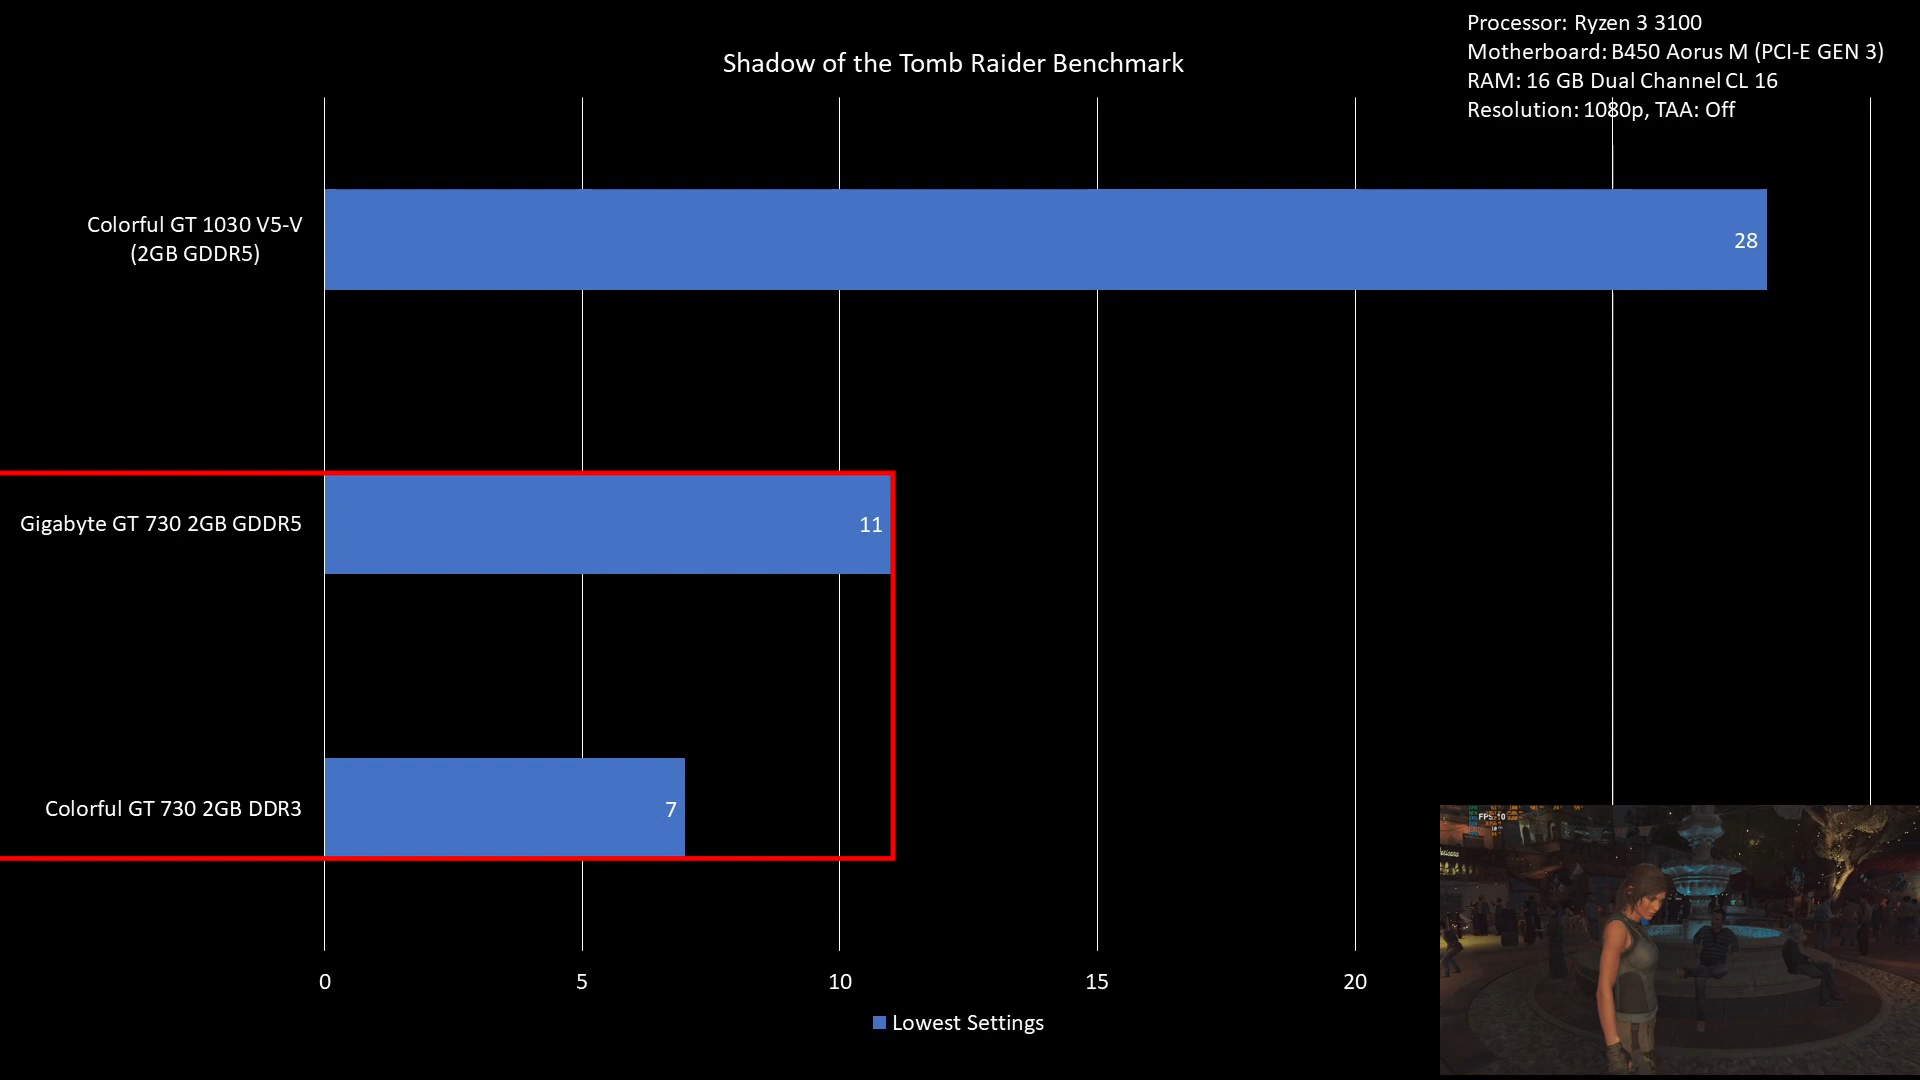 Processor: Ryzen 3 3100
Motherboard: B450 Aorus M (PCI-E GEN 3)
RAM: 16 GB Dual Channel CL 16
Resolution: 1080p, TAA: Off
Shadow of the Tomb Raider Benchmark
Colorful GT 1030 V5-V
(2GB GDDR5)
28
Gigabyte GT 730 2GB GDDR5
11
Colorful GT 730 2GB DDR3
7
0 5 10 15 20
Lowest Settings